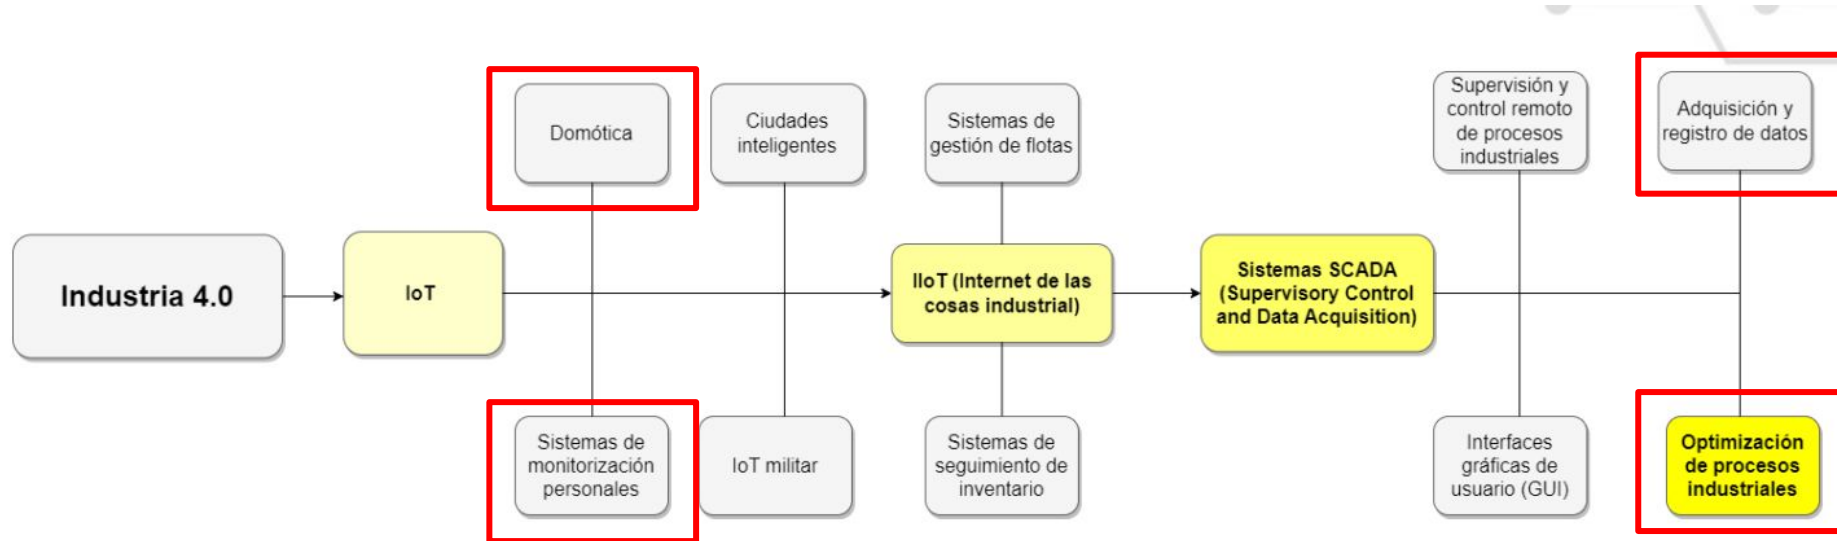 Domótica
Ciudades
inteligentes
Sistemas de
gestión de flotas
Supervisión y
control remoto
de procesos
industriales
Adquisición y
registro de datos
Industria 4.0
IoT
IIoT (Internet de las
cosas industrial)
Sistemas SCADA
(Supervisory Control
and Data Acquisition)
Sistemas de
monitorización
personales
IoT militar
Sistemas de
seguimiento de
inventario
Interfaces
gráficas de
usuario (GUI)
Optimización
de procesos
industriales